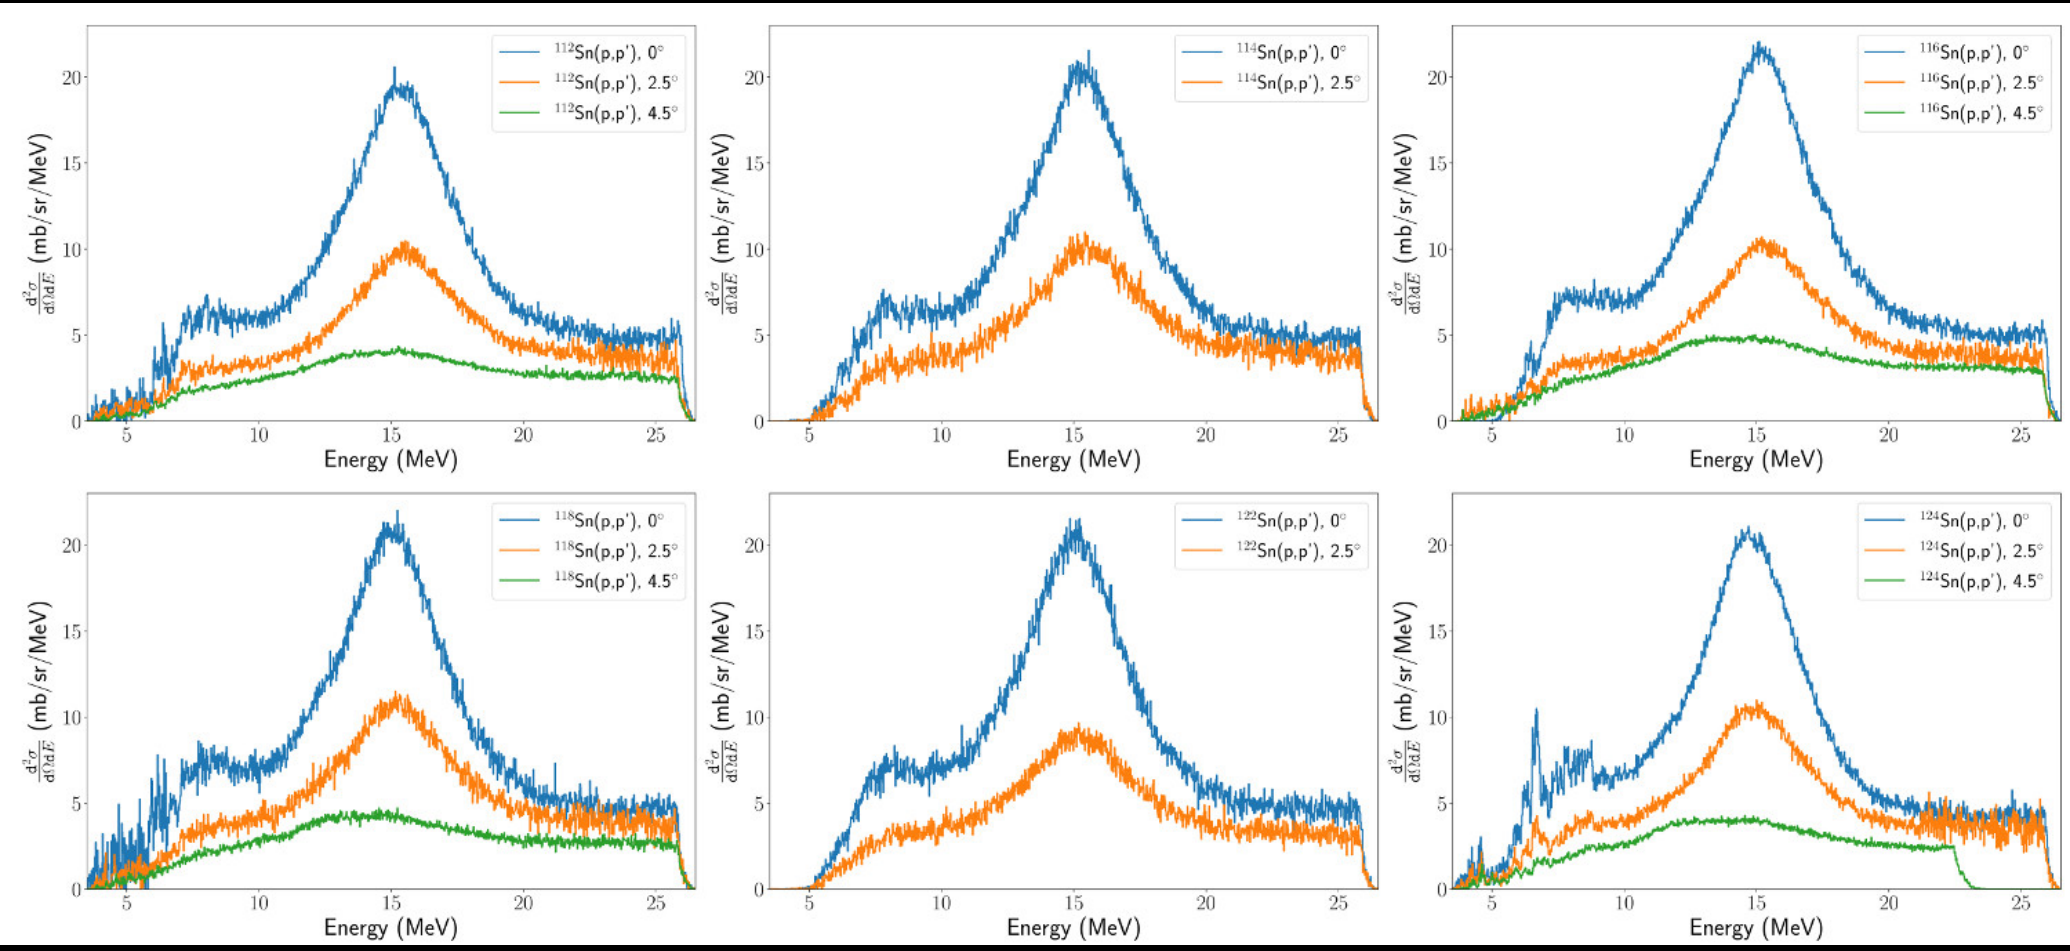 ¹¹²Sn(p,p'), 0°
¹¹²Sn(p,p'), 2.5°
¹¹²Sn(p,p'), 4.5°
20
15
10
5
0
d²σ/dΩdE (mb/sr/MeV)
5 10 15 20 25
Energy (MeV)
¹¹⁴Sn(p,p'), 0°
¹¹⁴Sn(p,p'), 2.5°
20
15
10
5
0
d²σ/dΩdE (mb/sr/MeV)
5 10 15 20 25
Energy (MeV)
¹¹⁶Sn(p,p'), 0°
¹¹⁶Sn(p,p'), 2.5°
¹¹⁶Sn(p,p'), 4.5°
20
15
10
5
0
d²σ/dΩdE (mb/sr/MeV)
5 10 15 20 25
Energy (MeV)
¹¹⁸Sn(p,p'), 0°
¹¹⁸Sn(p,p'), 2.5°
¹¹⁸Sn(p,p'), 4.5°
20
15
10
5
0
d²σ/dΩdE (mb/sr/MeV)
5 10 15 20 25
Energy (MeV)
¹²²Sn(p,p'), 0°
¹²²Sn(p,p'), 2.5°
20
15
10
5
0
d²σ/dΩdE (mb/sr/MeV)
5 10 15 20 25
Energy (MeV)
¹²⁴Sn(p,p'), 0°
¹²⁴Sn(p,p'), 2.5°
¹²⁴Sn(p,p'), 4.5°
20
15
10
5
0
d²σ/dΩdE (mb/sr/MeV)
5 10 15 20 25
Energy (MeV)